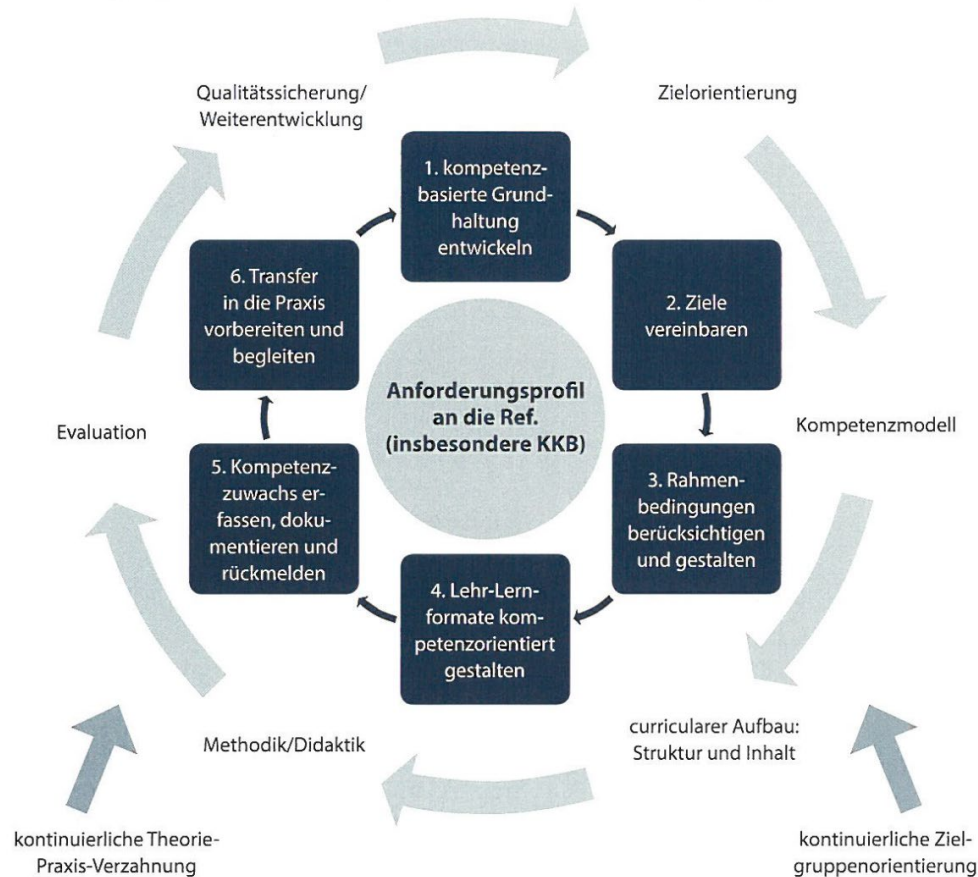 Qualitätssicherung/
Weiterentwicklung
Zielorientierung
1. kompetenz-
basierte Grund-
haltung
entwickeln
6. Transfer
in die Praxis
vorbereiten und
begleiten
2. Ziele
vereinbaren
Anforderungsprofil
an die Ref.
(insbesondere KKB)
Evaluation
Kompetenzmodell
5. Kompetenz-
zuwachs er-
fassen, doku-
mentieren und
rückmelden
3. Rahmen-
bedingungen
berücksichtigen
und gestalten
4. Lehr-Lern-
formate kom-
petenzorientiert
gestalten
Methodik/Didaktik
curricularer Aufbau:
Struktur und Inhalt
kontinuierliche Theorie-
Praxis-Verzahnung
kontinuierliche Ziel-
gruppenorientierung